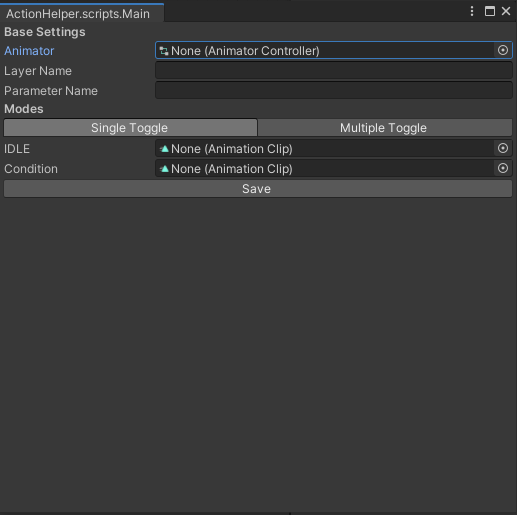 ActionHelper.scripts.Main
Base Settings
Animator None (Animator Controller)
Layer Name
Parameter Name
Modes
Single Toggle Multiple Toggle
IDLE None (Animation Clip)
Condition None (Animation Clip)
Save